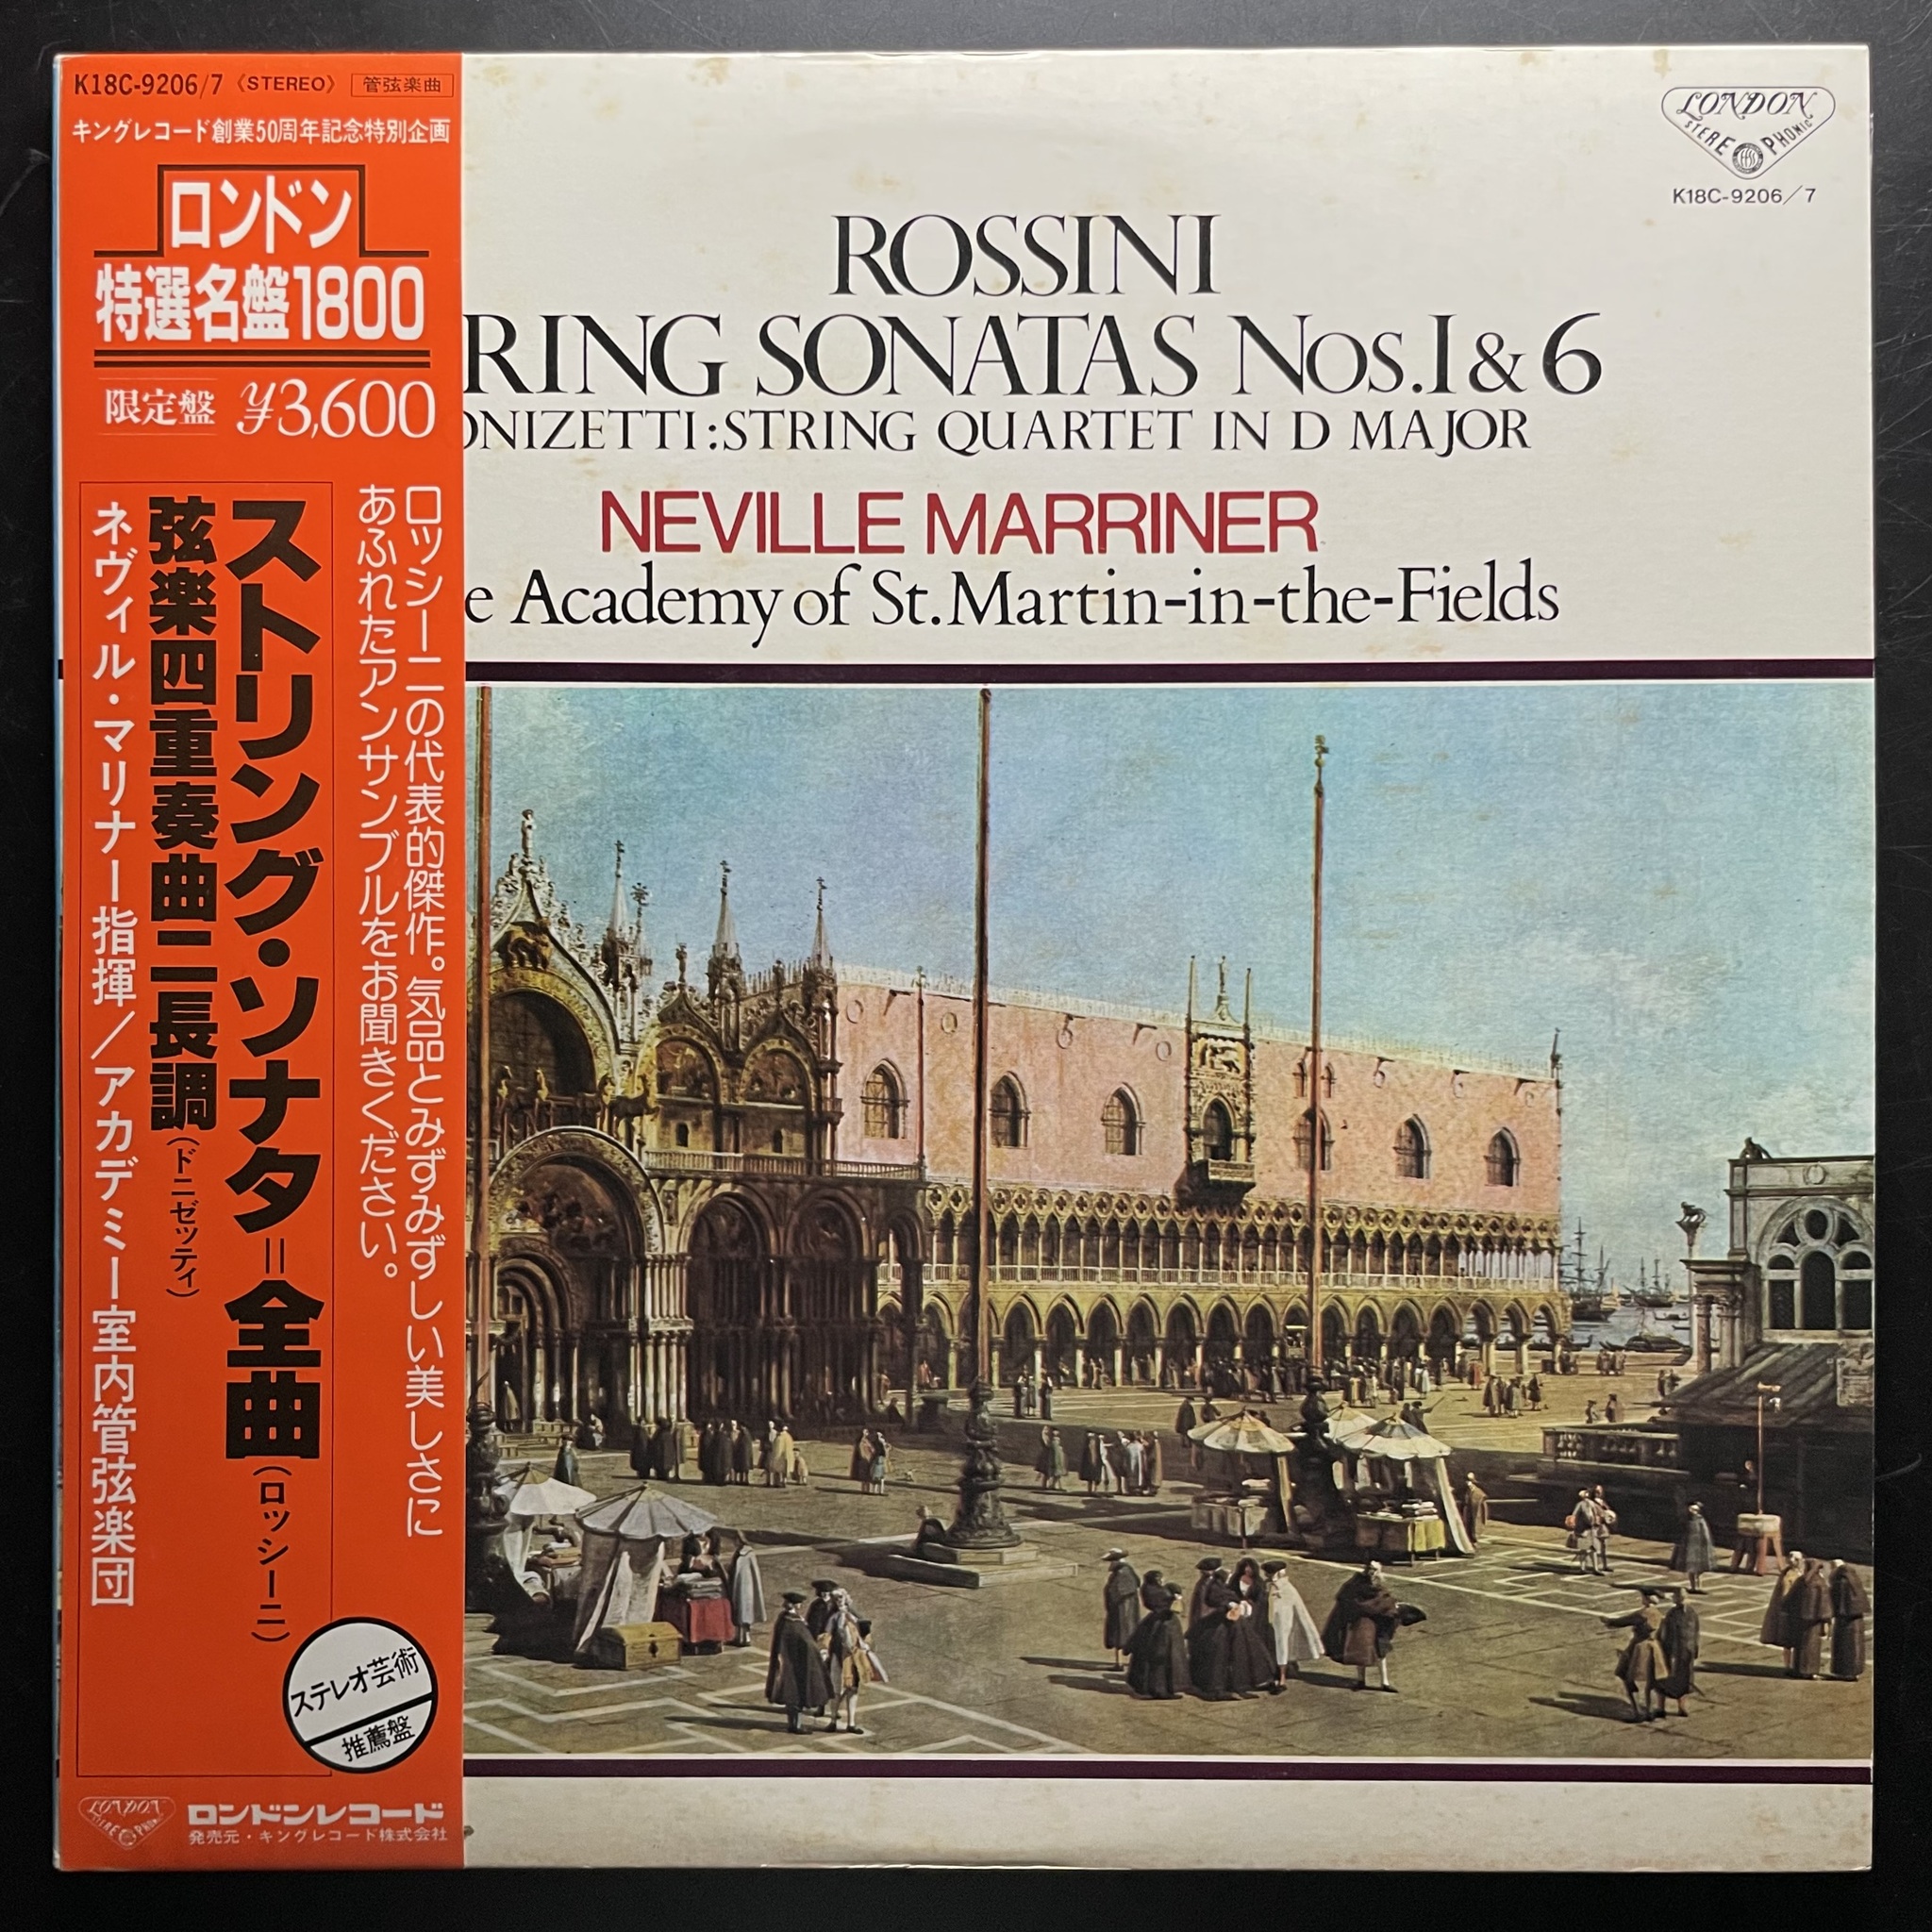 K18C-9206/7 《STEREO》 管弦楽曲
キングレコード創業50周年記念特別企画
ロンドン
特選名盤1800
限定盤 ¥3,600
ロッシーニの代表的傑作。気品とみずみずしい美しさに
あふれたアンサンブルをお聞きください。
ストリング・ソナタ=全曲(ロッシーニ)
弦楽四重奏曲ニ長調(ドニゼッティ)
ネヴィル・マリナー指揮/アカデミー室内管弦楽団
ステレオ芸術
推薦盤
LONDON
STEREOPHONIC
ロンドンレコード
発売元・キングレコード株式会社
LONDON
STEREOPHONIC
K18C-9206/7
ROSSINI
RING SONATAS Nos.1&6
ONIZETTI:STRING QUARTET IN D MAJOR
NEVILLE MARRINER
e Academy of St.Martin-in-the-Fields